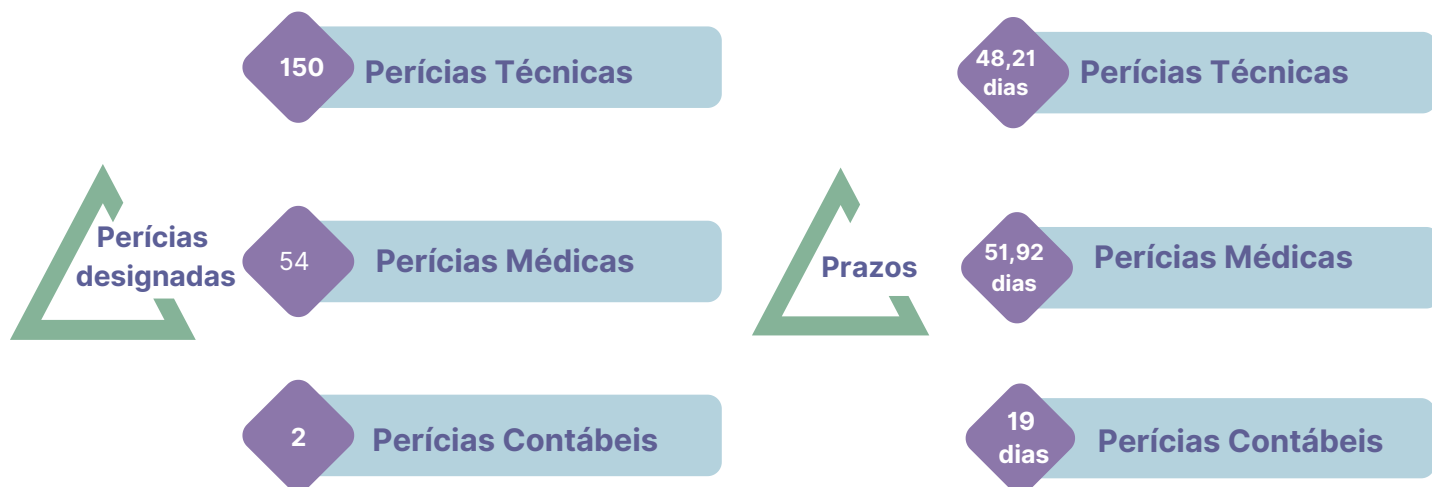 Perícias
designadas
150
Perícias Técnicas
54
Perícias Médicas
2
Perícias Contábeis
Prazos
48,21
dias
Perícias Técnicas
51,92
dias
Perícias Médicas
19
dias
Perícias Contábeis